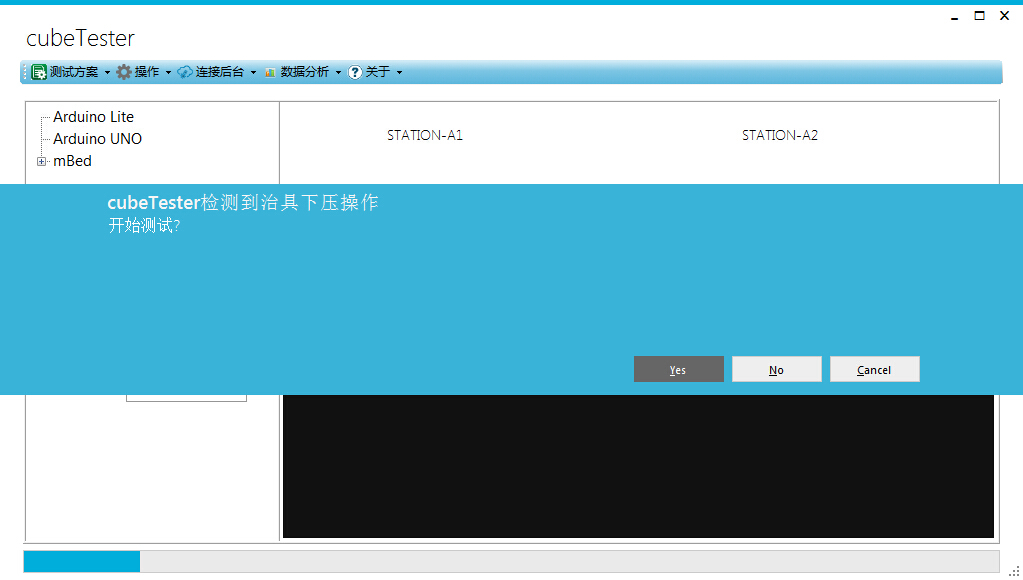 cubeTester
测试方案 操作 连接后台 数据分析 关于
Arduino Lite
Arduino UNO
mBed
STATION-A1
STATION-A2
cubeTester检测到治具下压操作
开始测试?
Yes
No
Cancel